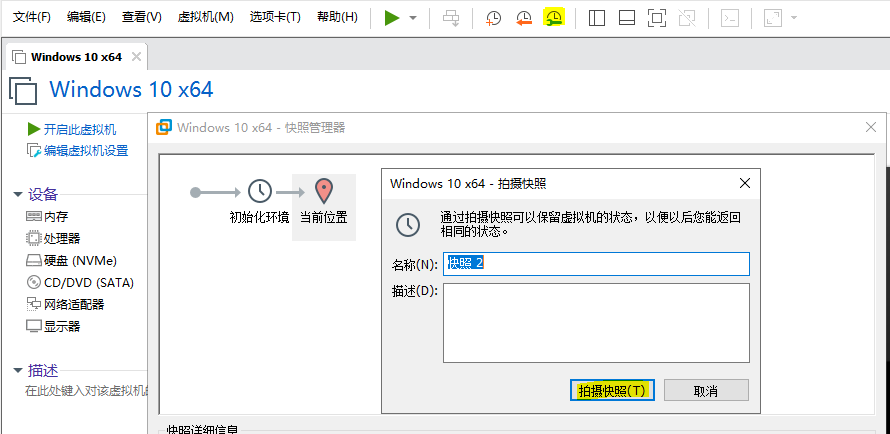 文件(F) 编辑(E) 查看(V) 虚拟机(M) 选项卡(T) 帮助(H)
Windows 10 x64
Windows 10 x64
开启此虚拟机
编辑虚拟机设置
设备
内存
处理器
硬盘 (NVMe)
CD/DVD (SATA)
网络适配器
显示器
描述
在此处键入对该虚拟机的
Windows 10 x64 - 快照管理器
初始化环境
当前位置
Windows 10 x64 - 拍摄快照
通过拍摄快照可以保留虚拟机的状态，以便以后您能返回
相同的状态。
名称(N):
快照 2
描述(D):
拍摄快照(T)
取消
快照详细信息